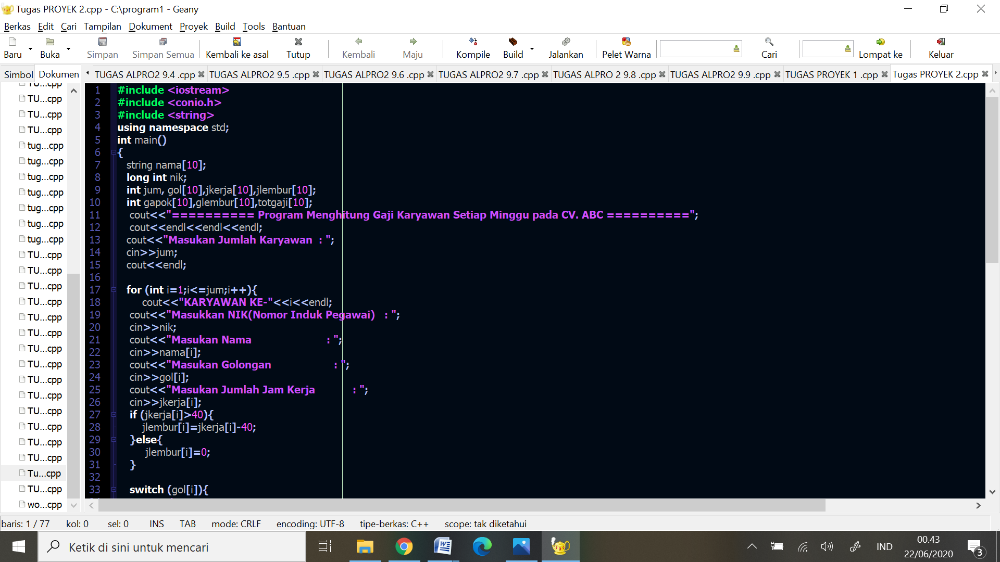 Tugas PROYEK 2.cpp - C:\program1 - Geany
Berkas Edit Cari Tampilan Dokument Proyek Build Tools Bantuan
Baru Buka Simpan Simpan Semua Kembali ke asal Tutup Kembali Maju Kompile Build Jalankan Pelet Warna Cari Lompat ke Keluar
Simbol Dokumen TUGAS ALPRO2 9.4 .cpp TUGAS ALPRO2 9.5 .cpp TUGAS ALPRO2 9.6 .cpp TUGAS ALPRO2 9.7 .cpp TUGAS ALPRO 2 9.8 .cpp TUGAS ALPRO2 9.9 .cpp TUGAS PROYEK 1 .cpp Tugas PROYEK 2.cpp
TU...cpp
TU...cpp
TU...cpp
TU...cpp
tug...cpp
tug...cpp
tug...cpp
tug...cpp
tug...cpp
tug...cpp
tug...cpp
TU...cpp
TU...cpp
TU...cpp
TU...cpp
TU...cpp
TU...cpp
TU...cpp
TU...cpp
TU...cpp
TU...cpp
TU...cpp
TU...cpp
TU...cpp
TU...cpp
Tu...cpp
TU...cpp
wo...cpp
1 #include <iostream>
2 #include <conio.h>
3 #include <string>
4 using namespace std;
5 int main()
6 {
7 string nama[10];
8 long int nik;
9 int jum, gol[10],jkerja[10],jlembur[10];
10 int gapok[10],glembur[10],totgaji[10];
11 cout<<"========== Program Menghitung Gaji Karyawan Setiap Minggu pada CV. ABC ==========";
12 cout<<endl<<endl<<endl;
13 cout<<"Masukan Jumlah Karyawan  : ";
14 cin>>jum;
15 cout<<endl;
16
17 for (int i=1;i<=jum;i++){
18 cout<<"KARYAWAN KE-"<<i<<endl;
19 cout<<"Masukkan NIK(Nomor Induk Pegawai)   : ";
20 cin>>nik;
21 cout<<"Masukan Nama                        : ";
22 cin>>nama[i];
23 cout<<"Masukan Golongan                    : ";
24 cin>>gol[i];
25 cout<<"Masukan Jumlah Jam Kerja            : ";
26 cin>>jkerja[i];
27 if (jkerja[i]>40){
28 jlembur[i]=jkerja[i]-40;
29 }else{
30 jlembur[i]=0;
31 }
32
33 switch (gol[i]){
baris: 1 / 77 kol: 0 sel: 0 INS TAB mode: CRLF encoding: UTF-8 tipe-berkas: C++ scope: tak diketahui
Ketik di sini untuk mencari
IND
00.43
22/06/2020
3